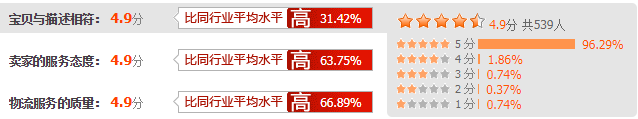 宝贝与描述相符： 4.9分 比同行业平均水平 高 31.42%
卖家的服务态度： 4.9分 比同行业平均水平 高 63.75%
物流服务的质量： 4.9分 比同行业平均水平 高 66.89%
4.9分 共539人
5分 96.29%
4分 1.86%
3分 0.74%
2分 0.37%
1分 0.74%